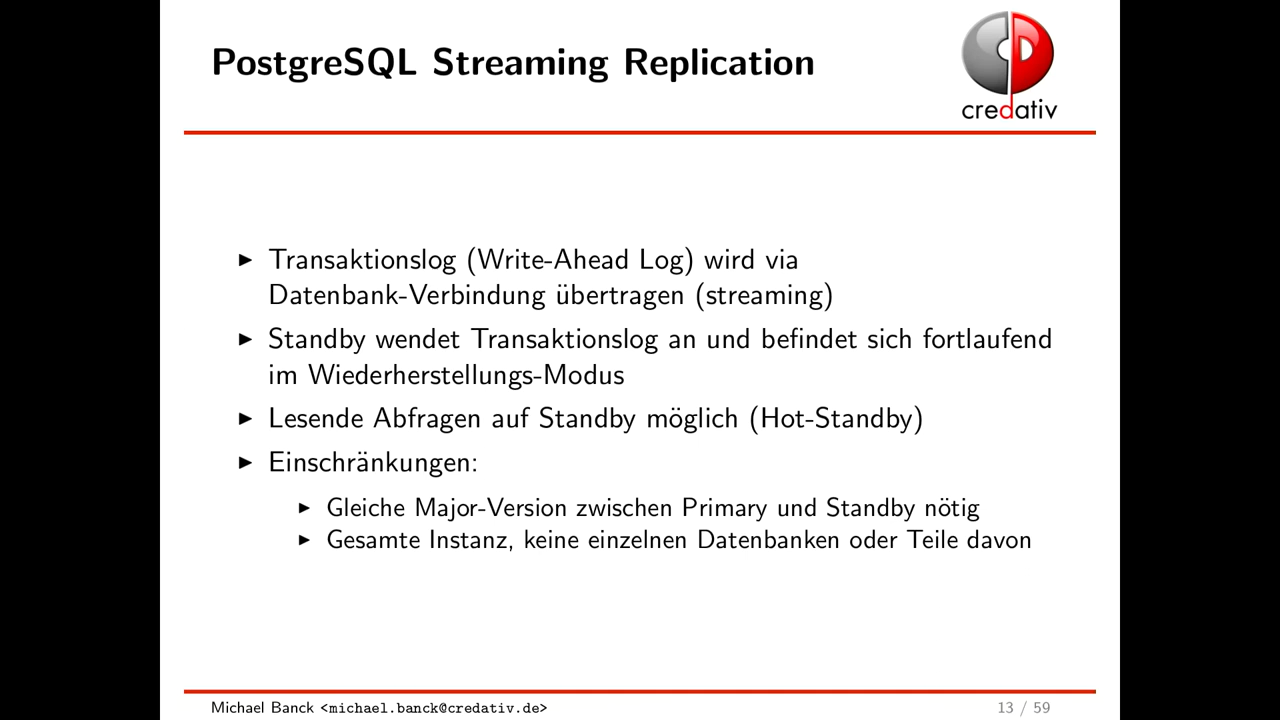 PostgreSQL Streaming Replication
credativ
▶ Transaktionslog (Write-Ahead Log) wird via
Datenbank-Verbindung übertragen (streaming)
▶ Standby wendet Transaktionslog an und befindet sich fortlaufend
im Wiederherstellungs-Modus
▶ Lesende Abfragen auf Standby möglich (Hot-Standby)
▶ Einschränkungen:
▶ Gleiche Major-Version zwischen Primary und Standby nötig
▶ Gesamte Instanz, keine einzelnen Datenbanken oder Teile davon
Michael Banck <michael.banck@credativ.de>
13 / 59